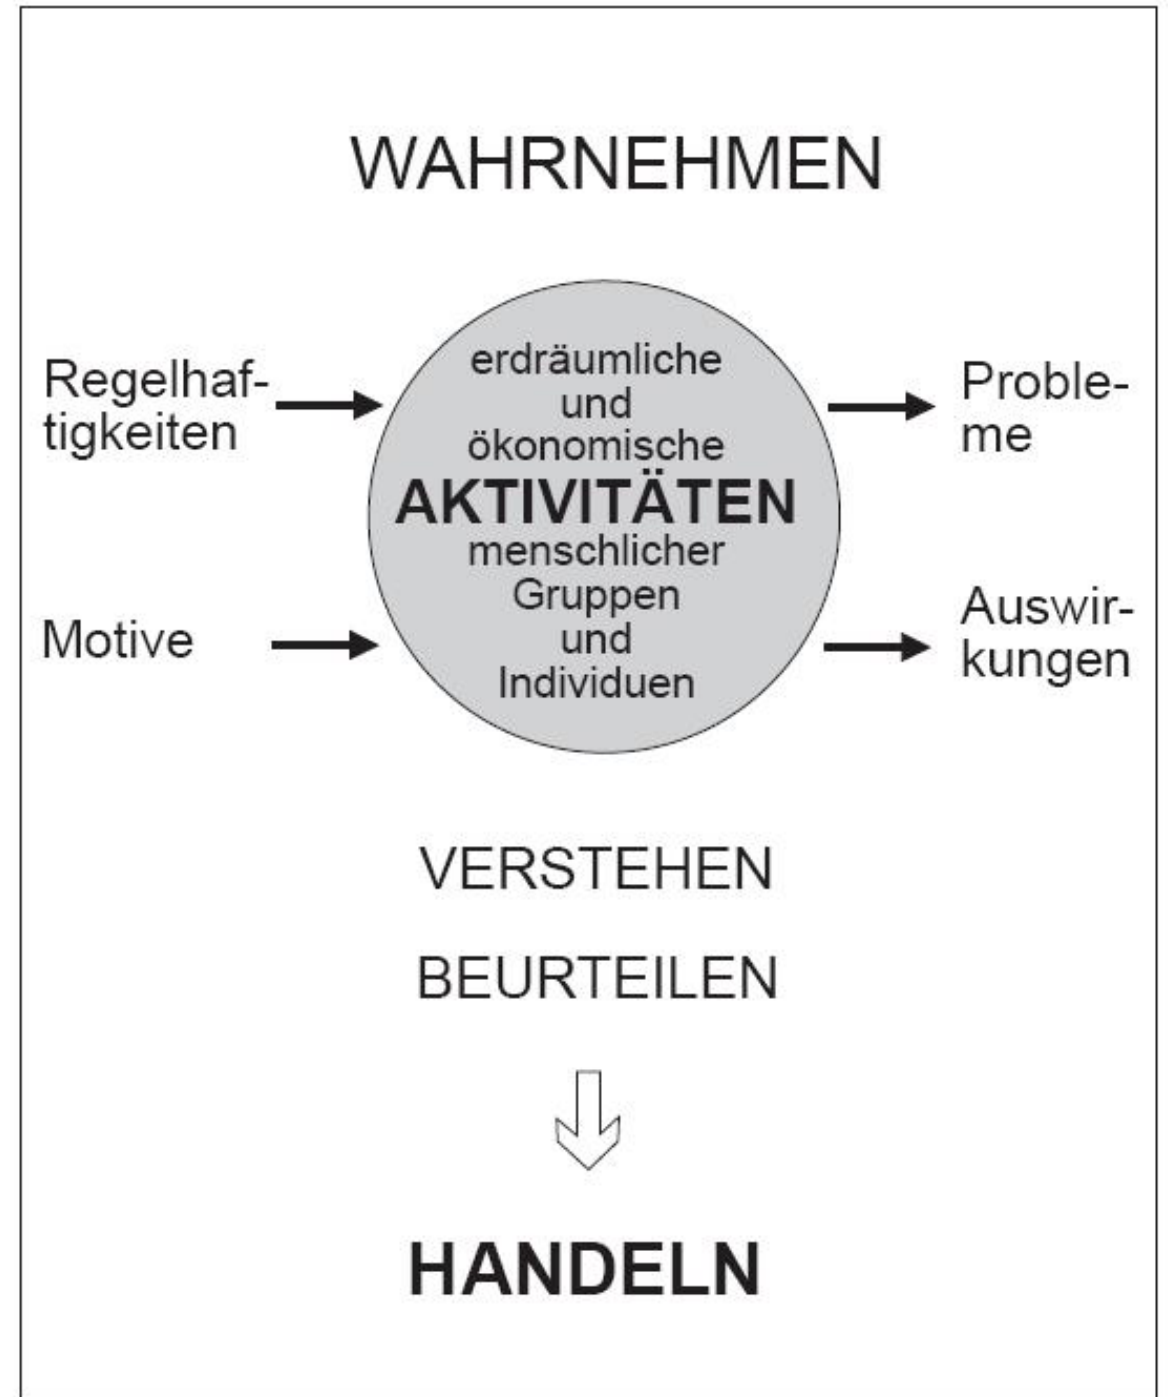 WAHRNEHMEN
Regelhaf-
tigkeiten
Motive
erdräumliche
und
ökonomische
AKTIVITÄTEN
menschlicher
Gruppen
und
Individuen
Proble-
me
Auswir-
kungen
VERSTEHEN
BEURTEILEN
HANDELN